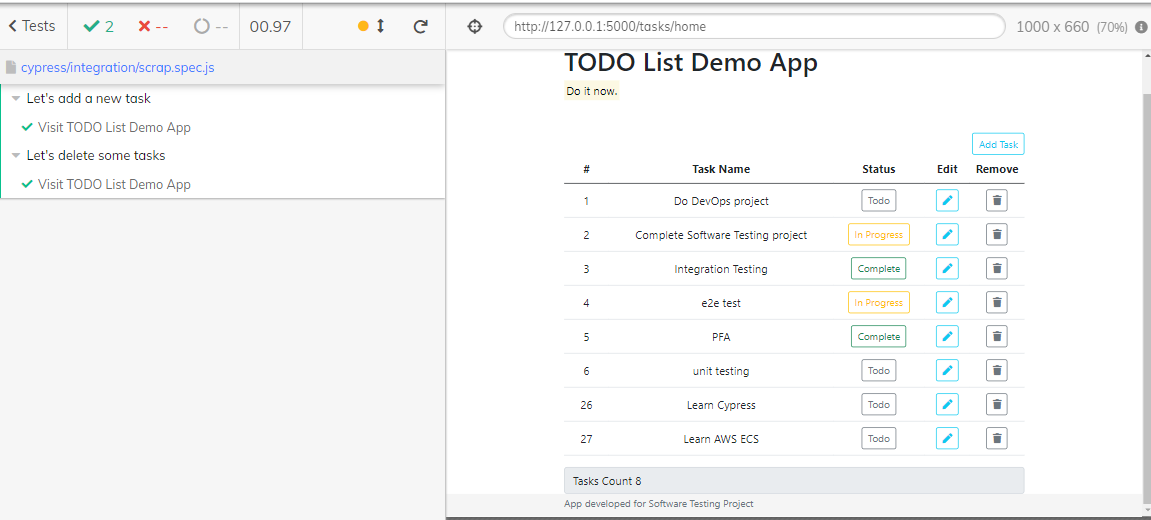 Tests 2 -- -- 00.97
http://127.0.0.1:5000/tasks/home 1000 x 660 (70%)
cypress/integration/scrap.spec.js
Let's add a new task
Visit TODO List Demo App
Let's delete some tasks
Visit TODO List Demo App
TODO List Demo App
Do it now.
Add Task
# Task Name Status Edit Remove
1 Do DevOps project Todo
2 Complete Software Testing project In Progress
3 Integration Testing Complete
4 e2e test In Progress
5 PFA Complete
6 unit testing Todo
26 Learn Cypress Todo
27 Learn AWS ECS Todo
Tasks Count 8
App developed for Software Testing Project